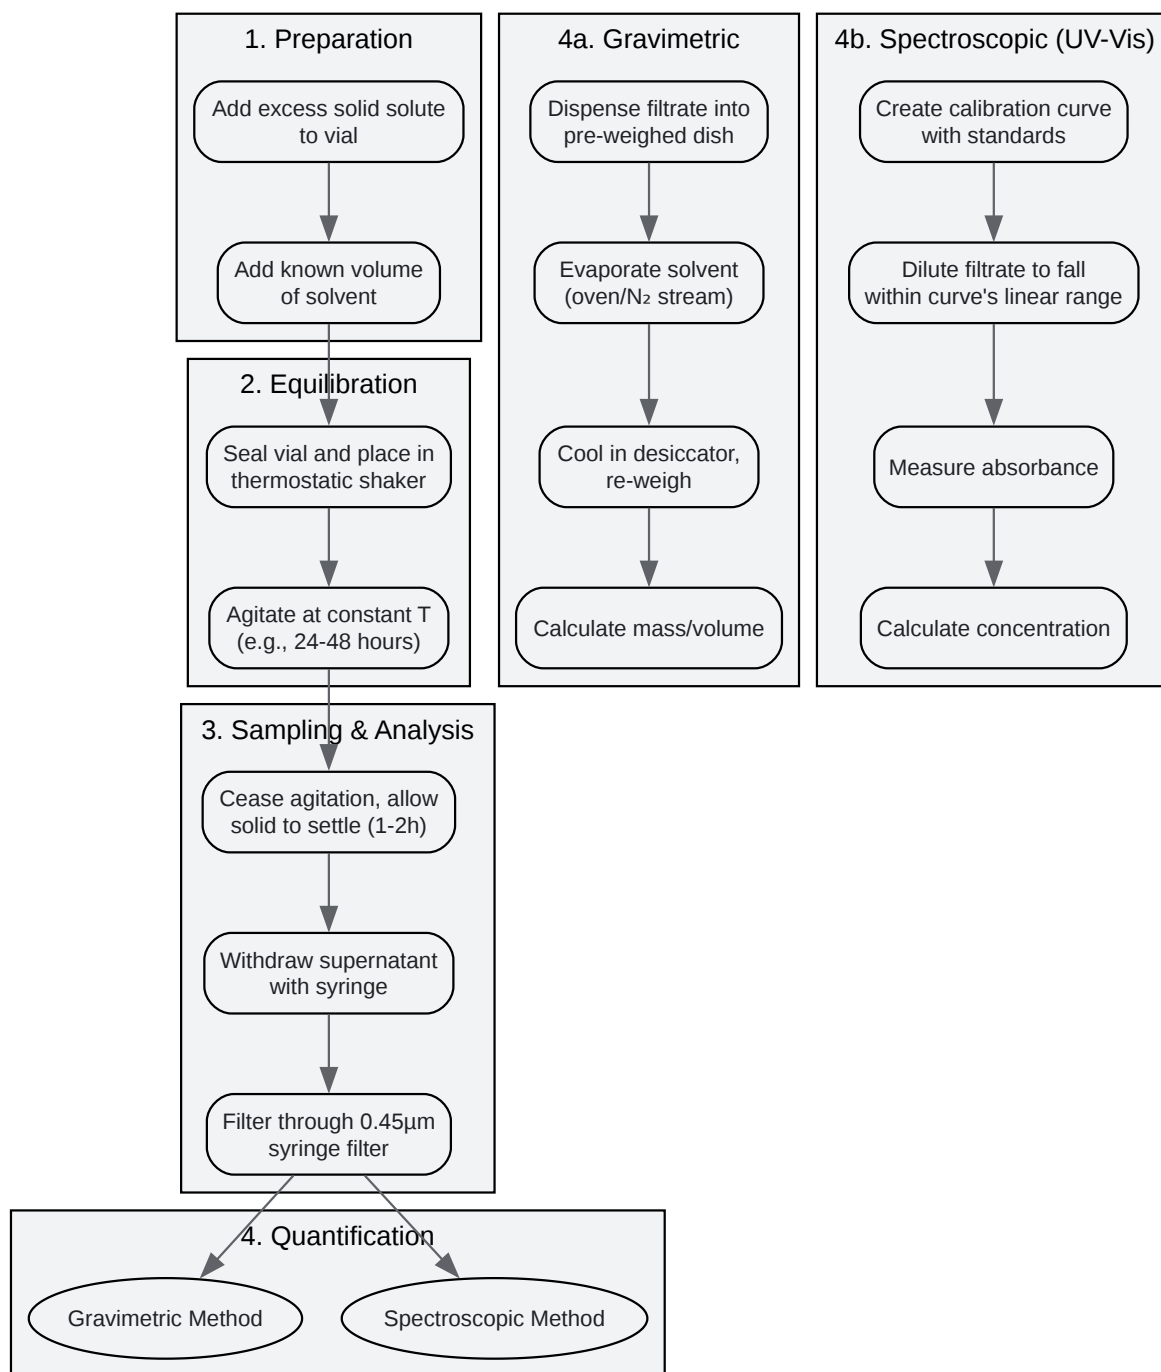 1. Preparation
Add excess solid solute
to vial
Add known volume
of solvent
2. Equilibration
Seal vial and place in
thermostatic shaker
Agitate at constant T
(e.g., 24-48 hours)
3. Sampling & Analysis
Cease agitation, allow
solid to settle (1-2h)
Withdraw supernatant
with syringe
Filter through 0.45µm
syringe filter
4. Quantification
Gravimetric Method
Spectroscopic Method
4a. Gravimetric
Dispense filtrate into
pre-weighed dish
Evaporate solvent
(oven/N₂ stream)
Cool in desiccator,
re-weigh
Calculate mass/volume
4b. Spectroscopic (UV-Vis)
Create calibration curve
with standards
Dilute filtrate to fall
within curve's linear range
Measure absorbance
Calculate concentration